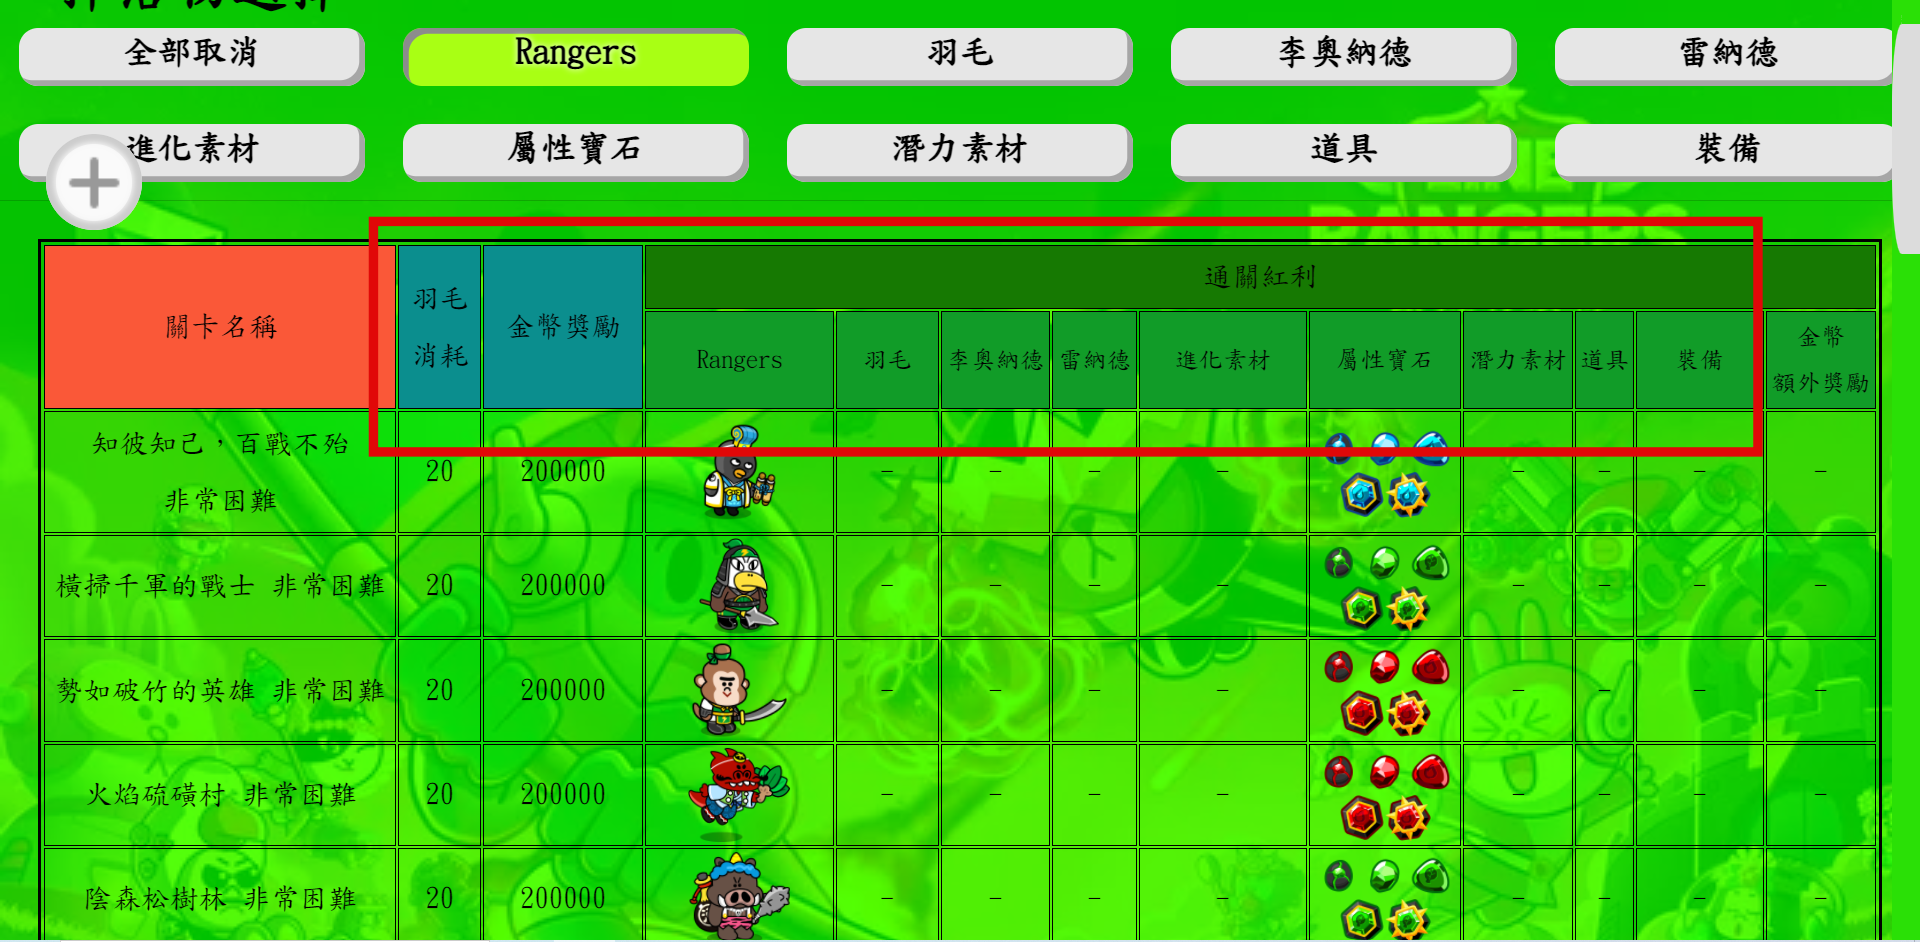 全部取消
Rangers
羽毛
李奧納德
雷納德
進化素材
屬性寶石
潛力素材
道具
裝備
RANGERS
關卡名稱
羽毛
消耗
金幣獎勵
通關紅利
Rangers
羽毛
李奧納德
雷納德
進化素材
屬性寶石
潛力素材
道具
裝備
金幣
額外獎勵
知彼知己，百戰不殆
非常困難
20
200000
-
-
-
-
-
-
-
-
橫掃千軍的戰士 非常困難
20
200000
-
-
-
-
-
-
-
-
勢如破竹的英雄 非常困難
20
200000
-
-
-
-
-
-
-
-
火焰硫磺村 非常困難
20
200000
-
-
-
-
-
-
-
-
陰森松樹林 非常困難
20
200000
-
-
-
-
-
-
-
-